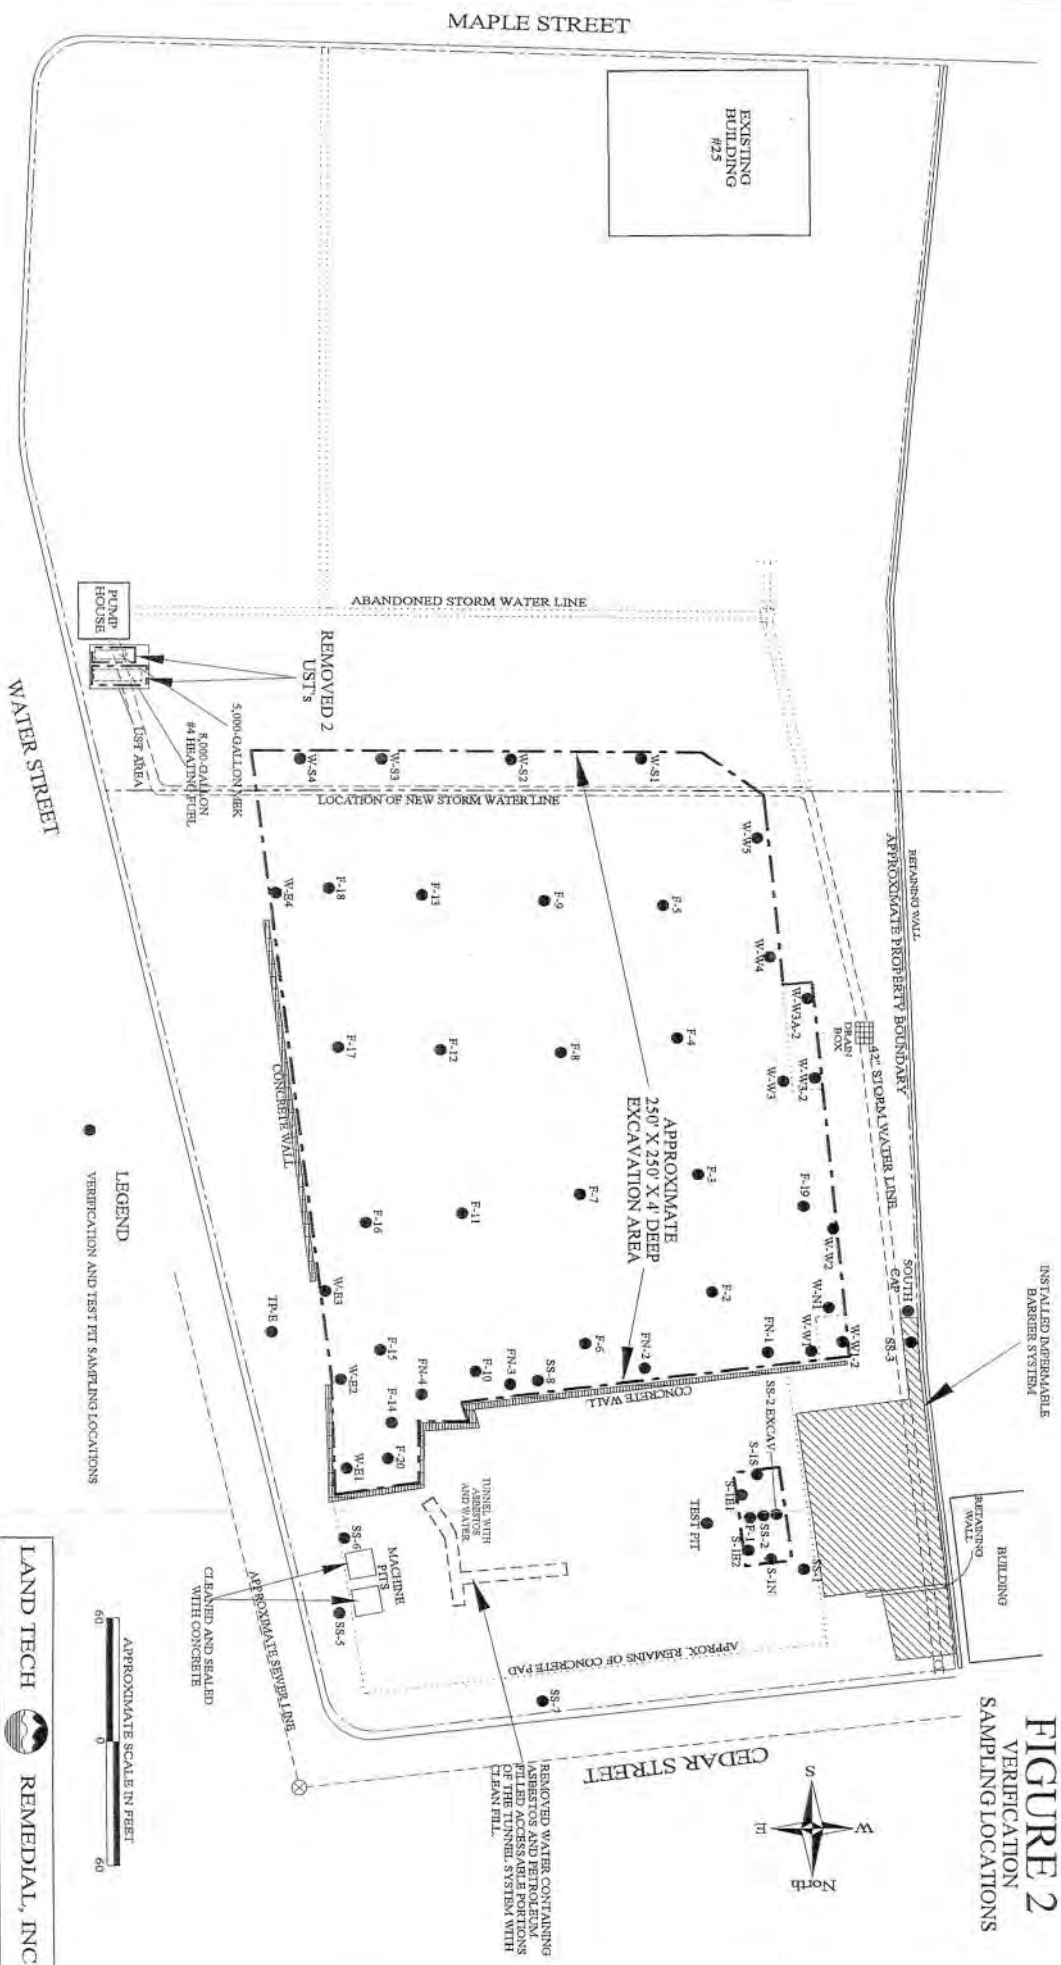 MAPLE STREET
EXISTING
BUILDING
#25
FIGURE 2
VERIFICATION
SAMPLING LOCATIONS
S
W
E
North
CEDAR STREET
WATER STREET
PUMP
HOUSE
ABANDONED STORM WATER LINE
REMOVED 2
UST's
5,000-GALLON MEK
8,000-GALLON
#4 HEATING FUEL
UST AREA
LOCATION OF NEW STORM WATER LINE
W-S4
W-S3
W-S2
W-S1
W-W5
W-W4
W-W3A-2
W-W3-2
W-W3
W-W2
W-N1
W-W1
W-W1-2
RETAINING WALL
APPROXIMATE PROPERTY BOUNDARY
DRAIN
BOX
42" STORM WATER LINE
SOUTH
CAP
SS-3
INSTALLED IMPERMABLE
BARRIER SYSTEM
RETAINING
WALL
BUILDING
W-E4
F-18
F-13
F-9
F-5
F-17
F-12
F-8
F-4
F-16
F-11
F-7
F-3
F-19
F-2
APPROXIMATE
250' X 250' X 4' DEEP
EXCAVATION AREA
CONCRETE WALL
W-E3
TP-E
F-15
W-E2
F-14
FN-4
F-10
FN-3
SS-8
F-6
FN-2
FN-1
F-20
W-E1
CONCRETE WALL
SS-2 EXCAV.
S-1S
S-1E1
F-1
SS-2
S-1E2
S-1N
SS-1
TEST PIT
TUNNEL WITH
ASBESTOS
AND WATER
SS-6
MACHINE
PITS
SS-5
CLEANED AND SEALED
WITH CONCRETE
APPROXIMATE SEWER LINE
APPROX. REMAINS OF CONCRETE PAD
SS-7
REMOVED WATER CONTAINING
ASBESTOS AND PETROLEUM
FILLED ACCESSABLE PORTIONS
OF THE TUNNEL SYSTEM WITH
CLEAN FILL.
LEGEND
VERIFICATION AND TEST PIT SAMPLING LOCATIONS
60
0
60
APPROXIMATE SCALE IN FEET
LAND TECH REMEDIAL, INC